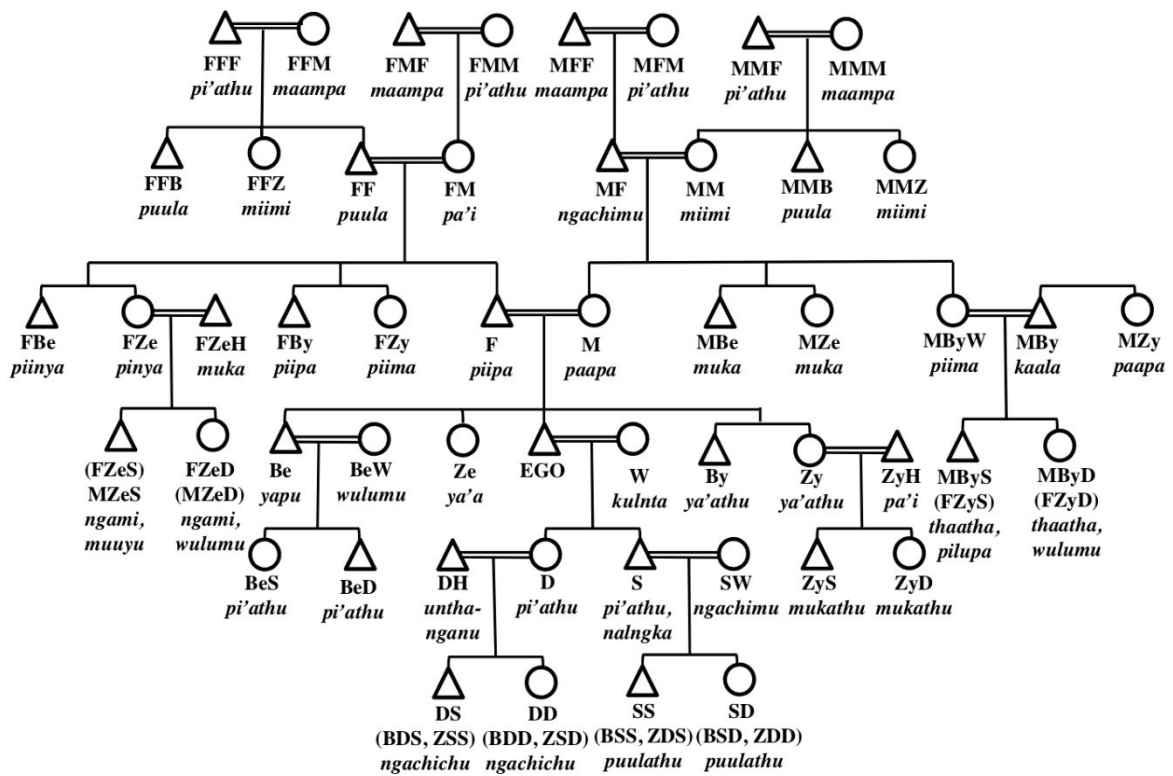 FFF FFM FMF FMM MFF MFM MMF MMM
pi'athu maampa maampa pi'athu maampa pi'athu pi'athu maampa
FFB FFZ FF FM MF MM MMB MMZ
puula miimi puula pa'i ngachimu miimi puula miimi
FBe FZe FZeH FBy FZy F M MBe MZe MByW MBy MZy
piinya pinya muka piipa piima piipa paapa muka muka piima kaala paapa
(FZeS) FZeD Be BeW Ze EGO W By Zy ZyH MByS MByD
MZeS (MZeD) yapu wulumu ya'a kulnta ya'athu ya'athu pa'i (FZyS) (FZyD)
ngami, ngami, thaatha, thaatha,
muuyu wulumu pilupa wulumu
BeS BeD DH D S SW ZyS ZyD
pi'athu pi'athu untha- pi'athu pi'athu, ngachimu mukathu mukathu
nganu nalngka
DS DD SS SD
(BDS, ZSS) (BDD, ZSD) (BSS, ZDS) (BSD, ZDD)
ngachichu ngachichu puulathu puulathu